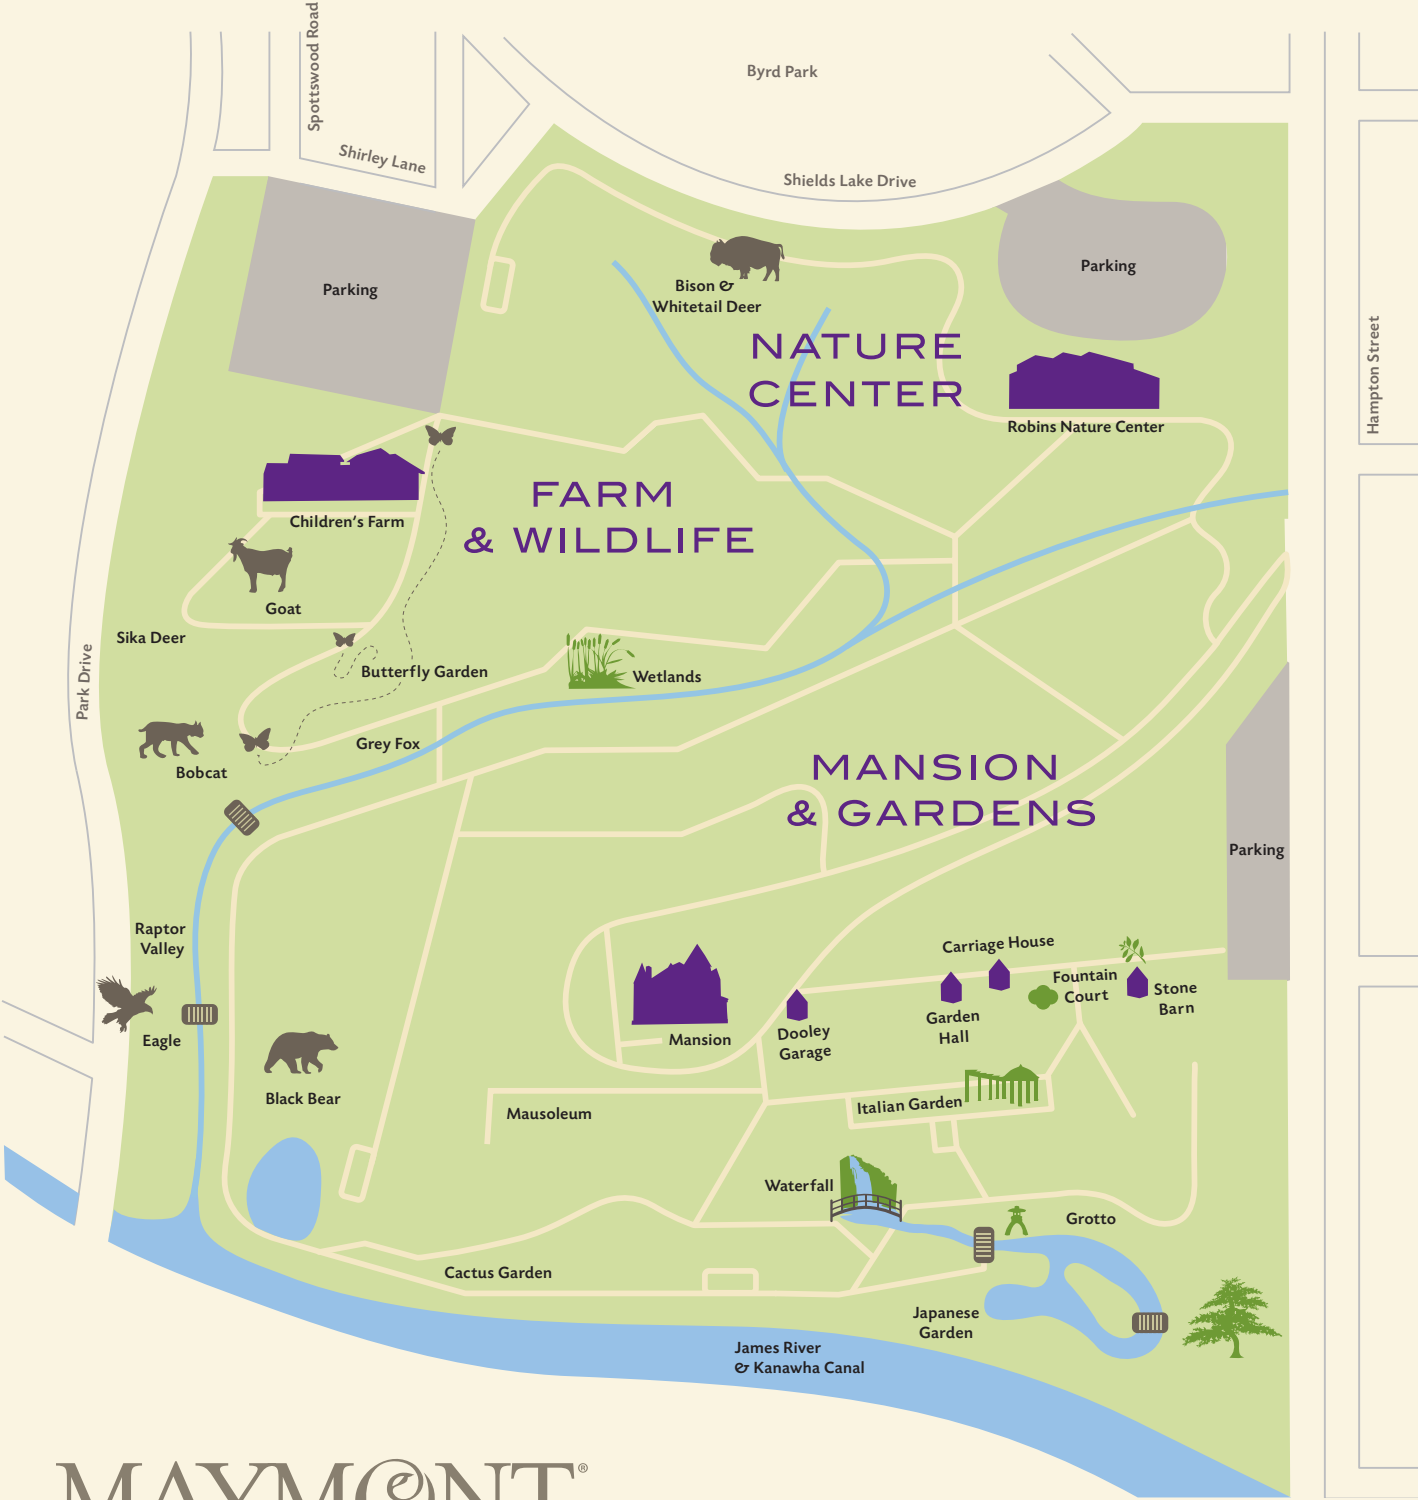 Spottswood Road
Byrd Park
Shirley Lane
Shields Lake Drive
Parking
Parking
Bison &
Whitetail Deer
NATURE
CENTER
Hampton Street
Robins Nature Center
FARM
& WILDLIFE
Children's Farm
Goat
Sika Deer
Butterfly Garden
Wetlands
Park Drive
Grey Fox
Bobcat
MANSION
& GARDENS
Parking
Raptor
Valley
Carriage House
Fountain
Court
Stone
Barn
Garden
Hall
Eagle
Mansion
Dooley
Garage
Black Bear
Mausoleum
Italian Garden
Waterfall
Grotto
Cactus Garden
Japanese
Garden
James River
& Kanawha Canal
MAYMONT®